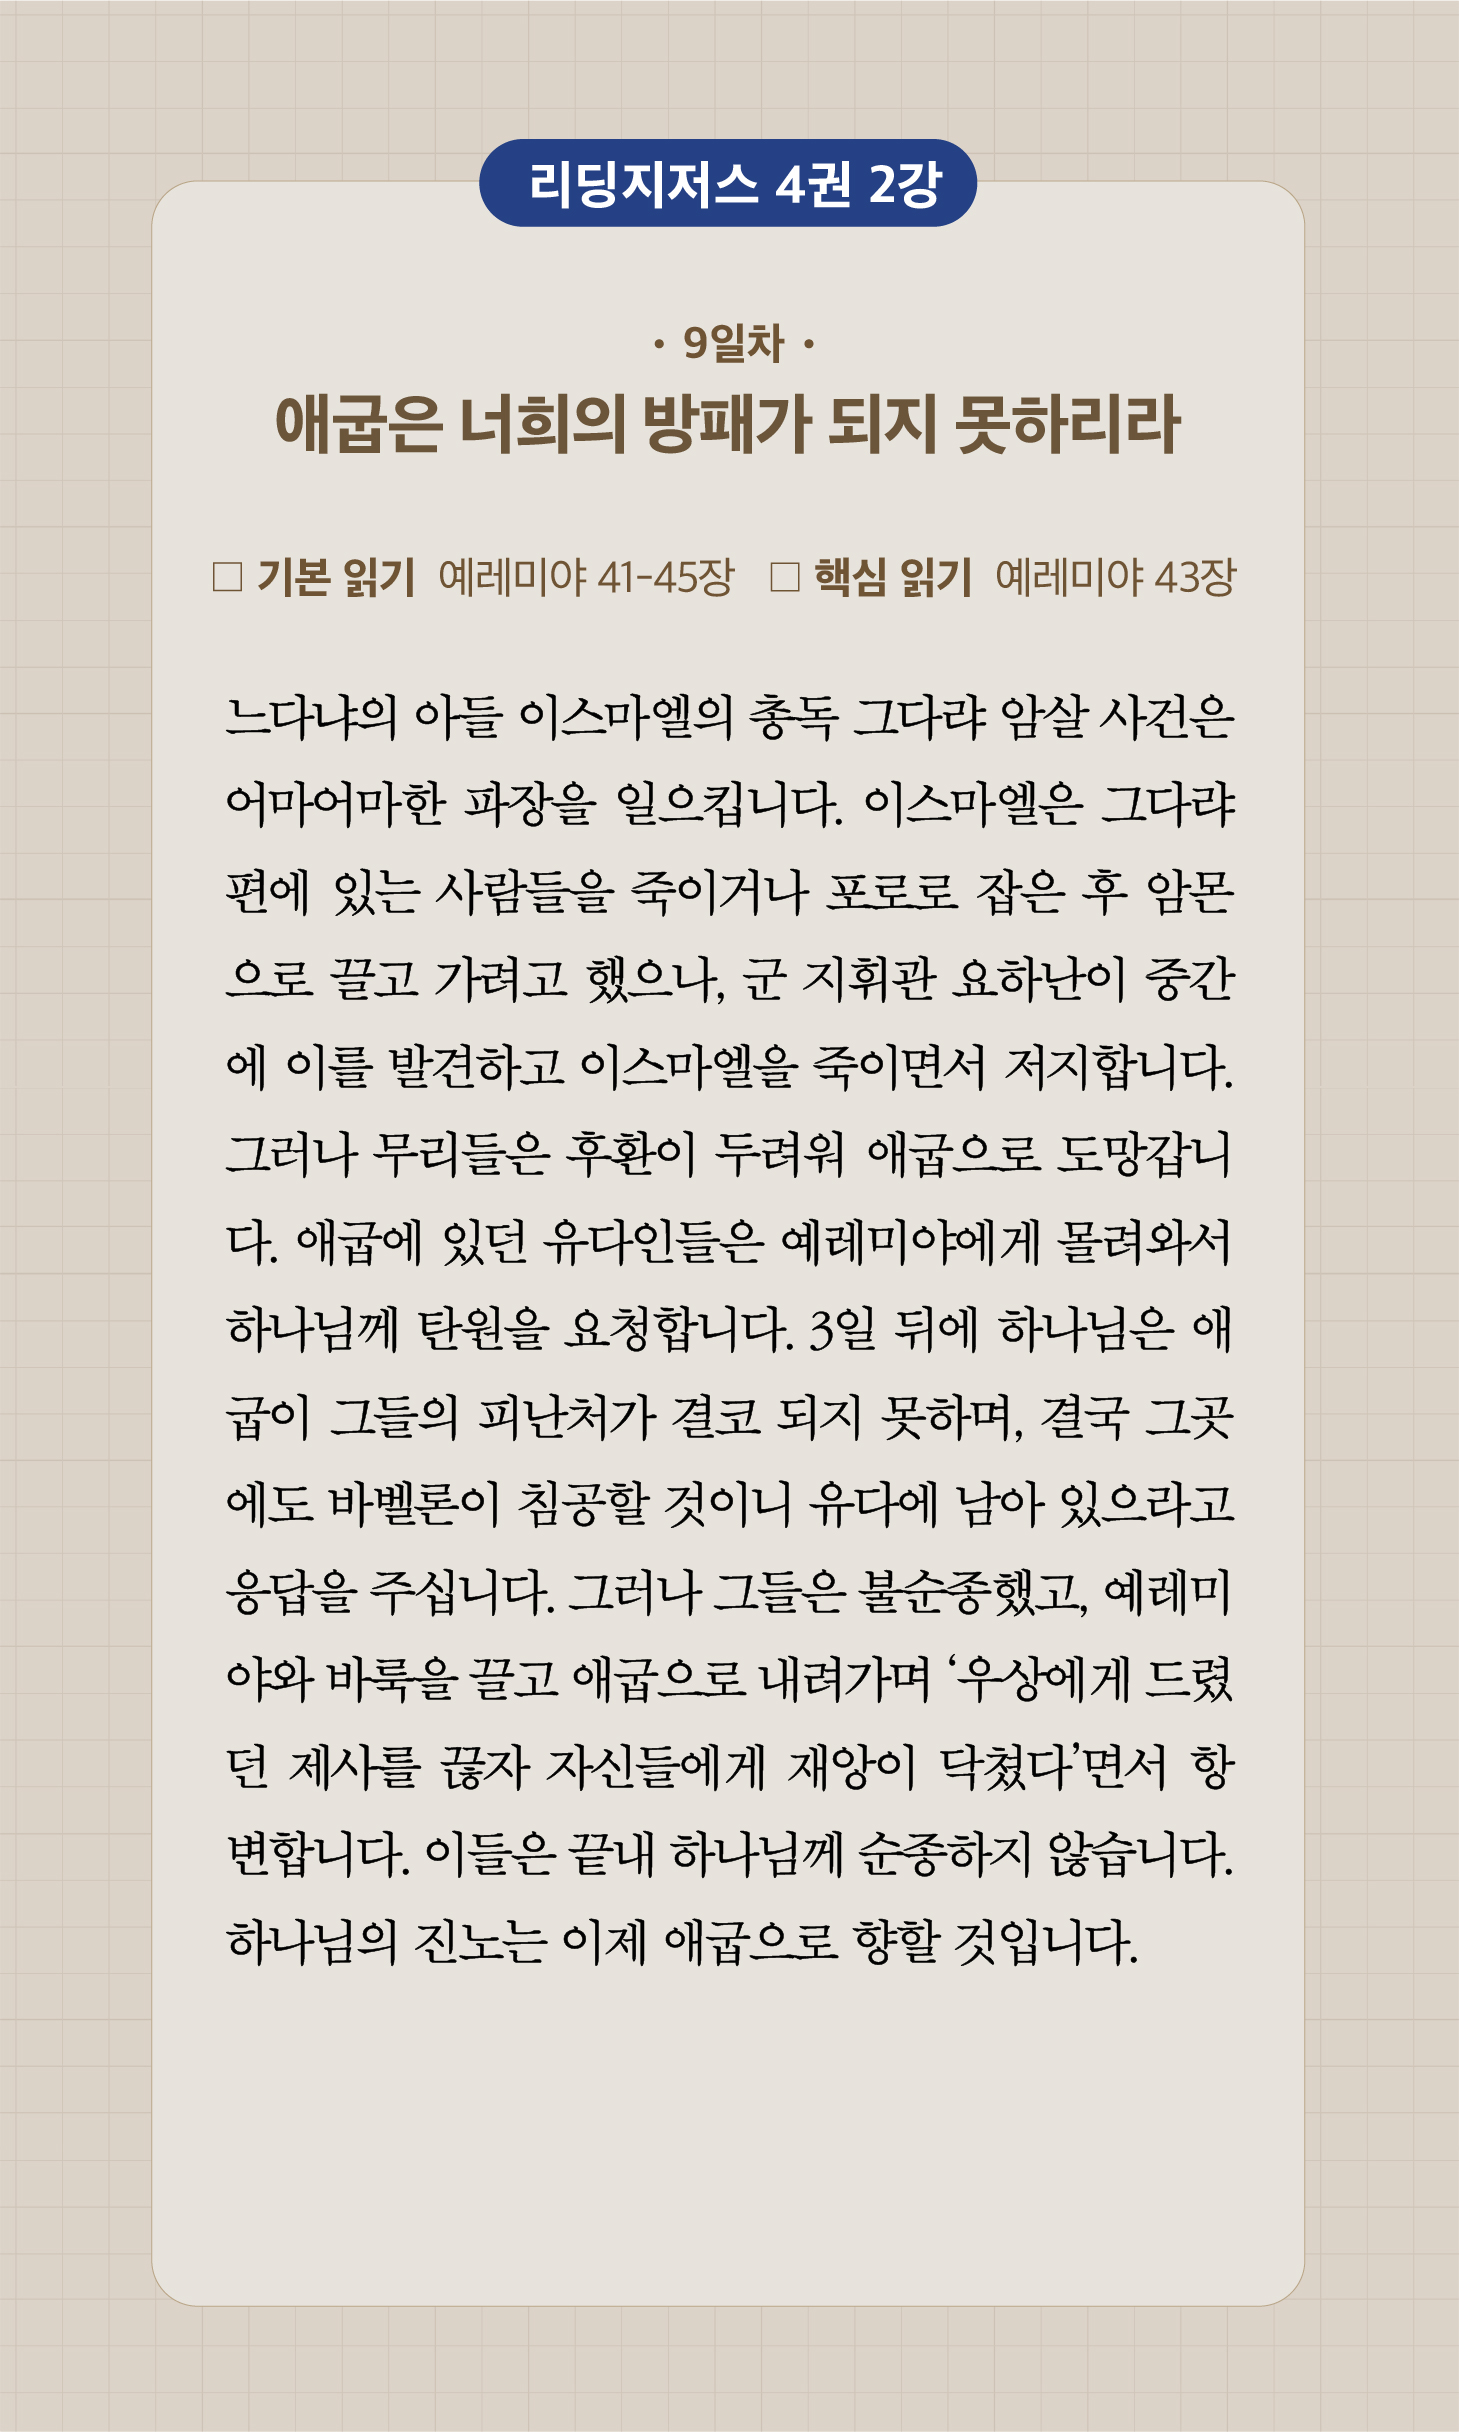 리딩지저스 4권 2강
· 9일차 ·
애굽은 너희의 방패가 되지 못하리라
□ 기본 읽기 예레미야 41-45장 □ 핵심 읽기 예레미야 43장
느다냐의 아들 이스마엘의 총독 그다랴 암살 사건은
어마어마한 파장을 일으킵니다. 이스마엘은 그다랴
편에 있는 사람들을 죽이거나 포로로 잡은 후 암몬
으로 끌고 가려고 했으나, 군 지휘관 요하난이 중간
에 이를 발견하고 이스마엘을 죽이면서 저지합니다.
그러나 무리들은 후환이 두려워 애굽으로 도망갑니
다. 애굽에 있던 유다인들은 예레미야에게 몰려와서
하나님께 탄원을 요청합니다. 3일 뒤에 하나님은 애
굽이 그들의 피난처가 결코 되지 못하며, 결국 그곳
에도 바벨론이 침공할 것이니 유다에 남아 있으라고
응답을 주십니다. 그러나 그들은 불순종했고, 예레미
야와 바룩을 끌고 애굽으로 내려가며 ‘우상에게 드렸
던 제사를 끊자 자신들에게 재앙이 닥쳤다’면서 항
변합니다. 이들은 끝내 하나님께 순종하지 않습니다.
하나님의 진노는 이제 애굽으로 향할 것입니다.